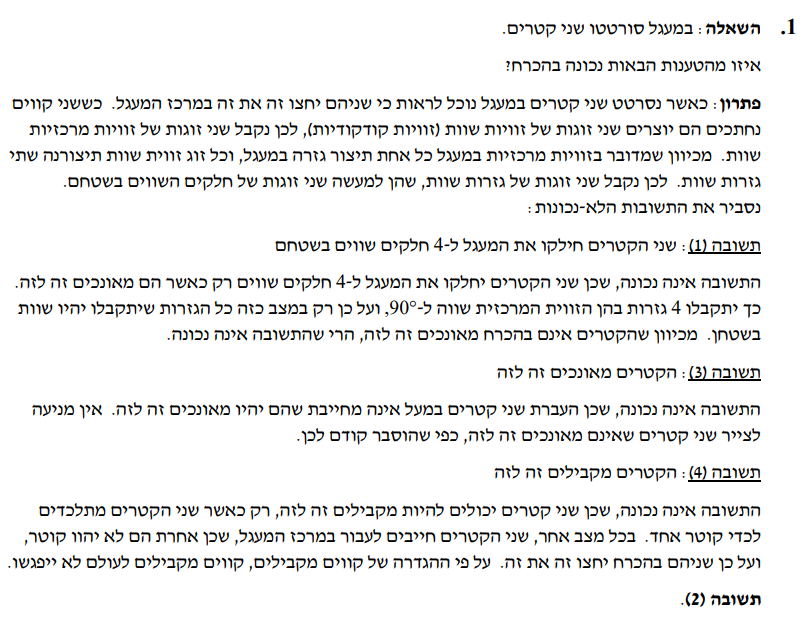 1. השאלה: במעגל סורטטו שני קטרים.
איזו מהטענות הבאות נכונה בהכרח?
פתרון: כאשר נסרטט שני קטרים במעגל נוכל לראות כי שניהם יחצו זה את זה במרכז המעגל. כששני קווים
נחתכים הם יוצרים שני זוגות של זוויות שוות (זוויות קודקודיות), לכן נקבל שני זוגות של זוויות מרכזיות
שוות. מכיוון שמדובר בזוויות מרכזיות במעגל כל אחת תיצור גזרה במעגל, וכל זוג זווית שוות תיצורנה שתי
גזרות שוות. לכן נקבל שני זוגות של גזרות שוות, שהן למעשה שני זוגות של חלקים השווים בשטחם.
נסביר את התשובות הלא-נכונות:
תשובה (1): שני הקטרים חילקו את המעגל ל-4 חלקים שווים בשטחם
התשובה אינה נכונה, שכן שני הקטרים יחלקו את המעגל ל-4 חלקים שווים רק כאשר הם מאונכים זה לזה.
כך יתקבלו 4 גזרות בהן הזווית המרכזית שווה ל-90°, ועל כן רק במצב כזה כל הגזרות שיתקבלו יהיו שוות
בשטחן. מכיוון שהקטרים אינם בהכרח מאונכים זה לזה, הרי שהתשובה אינה נכונה.
תשובה (3): הקטרים מאונכים זה לזה
התשובה אינה נכונה, שכן העברת שני קטרים במעל אינה מחייבת שהם יהיו מאונכים זה לזה. אין מניעה
לצייר שני קטרים שאינם מאונכים זה לזה, כפי שהוסבר קודם לכן.
תשובה (4): הקטרים מקבילים זה לזה
התשובה אינה נכונה, שכן שני קטרים יכולים להיות מקבילים זה לזה, רק כאשר שני הקטרים מתלכדים
לכדי קוטר אחד. בכל מצב אחר, שני הקטרים חייבים לעבור במרכז המעגל, שכן אחרת הם לא יהוו קוטר,
ועל כן שניהם בהכרח יחצו זה את זה. על פי ההגדרה של קווים מקבילים, קווים מקבילים לעולם לא ייפגשו.
תשובה (2).